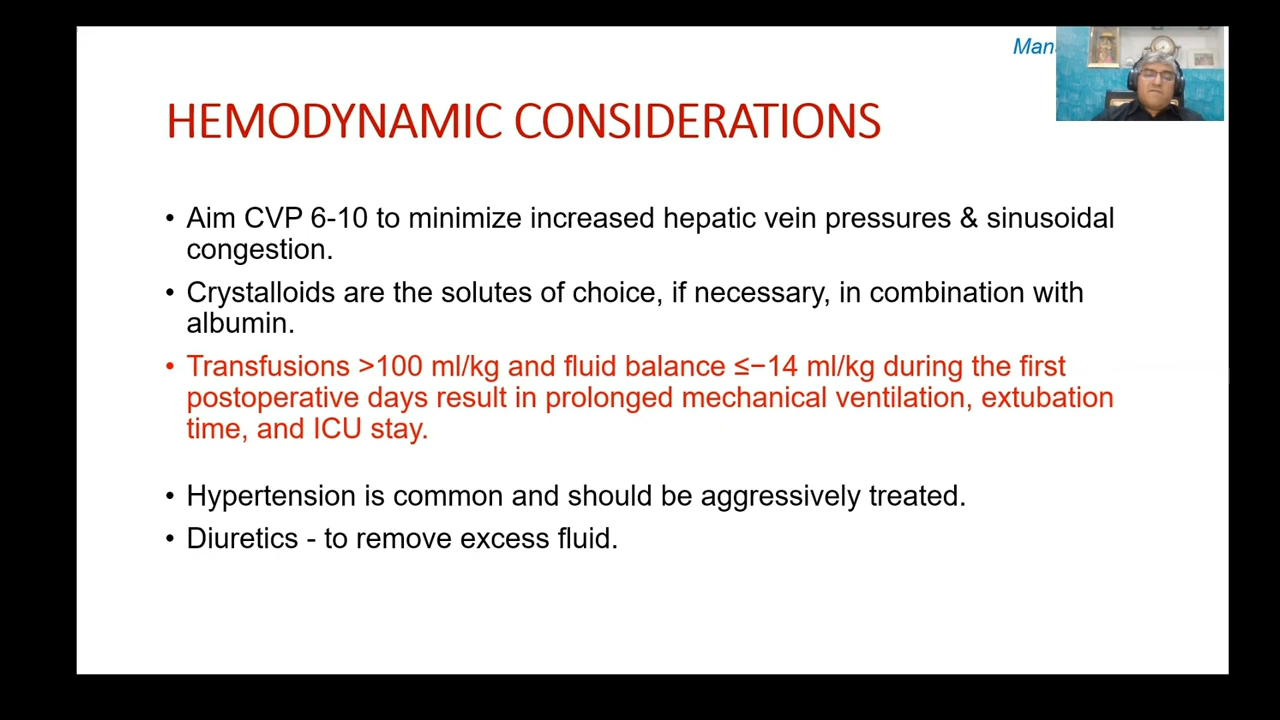 HEMODYNAMIC CONSIDERATIONS
• Aim CVP 6-10 to minimize increased hepatic vein pressures & sinusoidal
congestion.
• Crystalloids are the solutes of choice, if necessary, in combination with
albumin.
• Transfusions >100 ml/kg and fluid balance ≤−14 ml/kg during the first
postoperative days result in prolonged mechanical ventilation, extubation
time, and ICU stay.
• Hypertension is common and should be aggressively treated.
• Diuretics - to remove excess fluid.